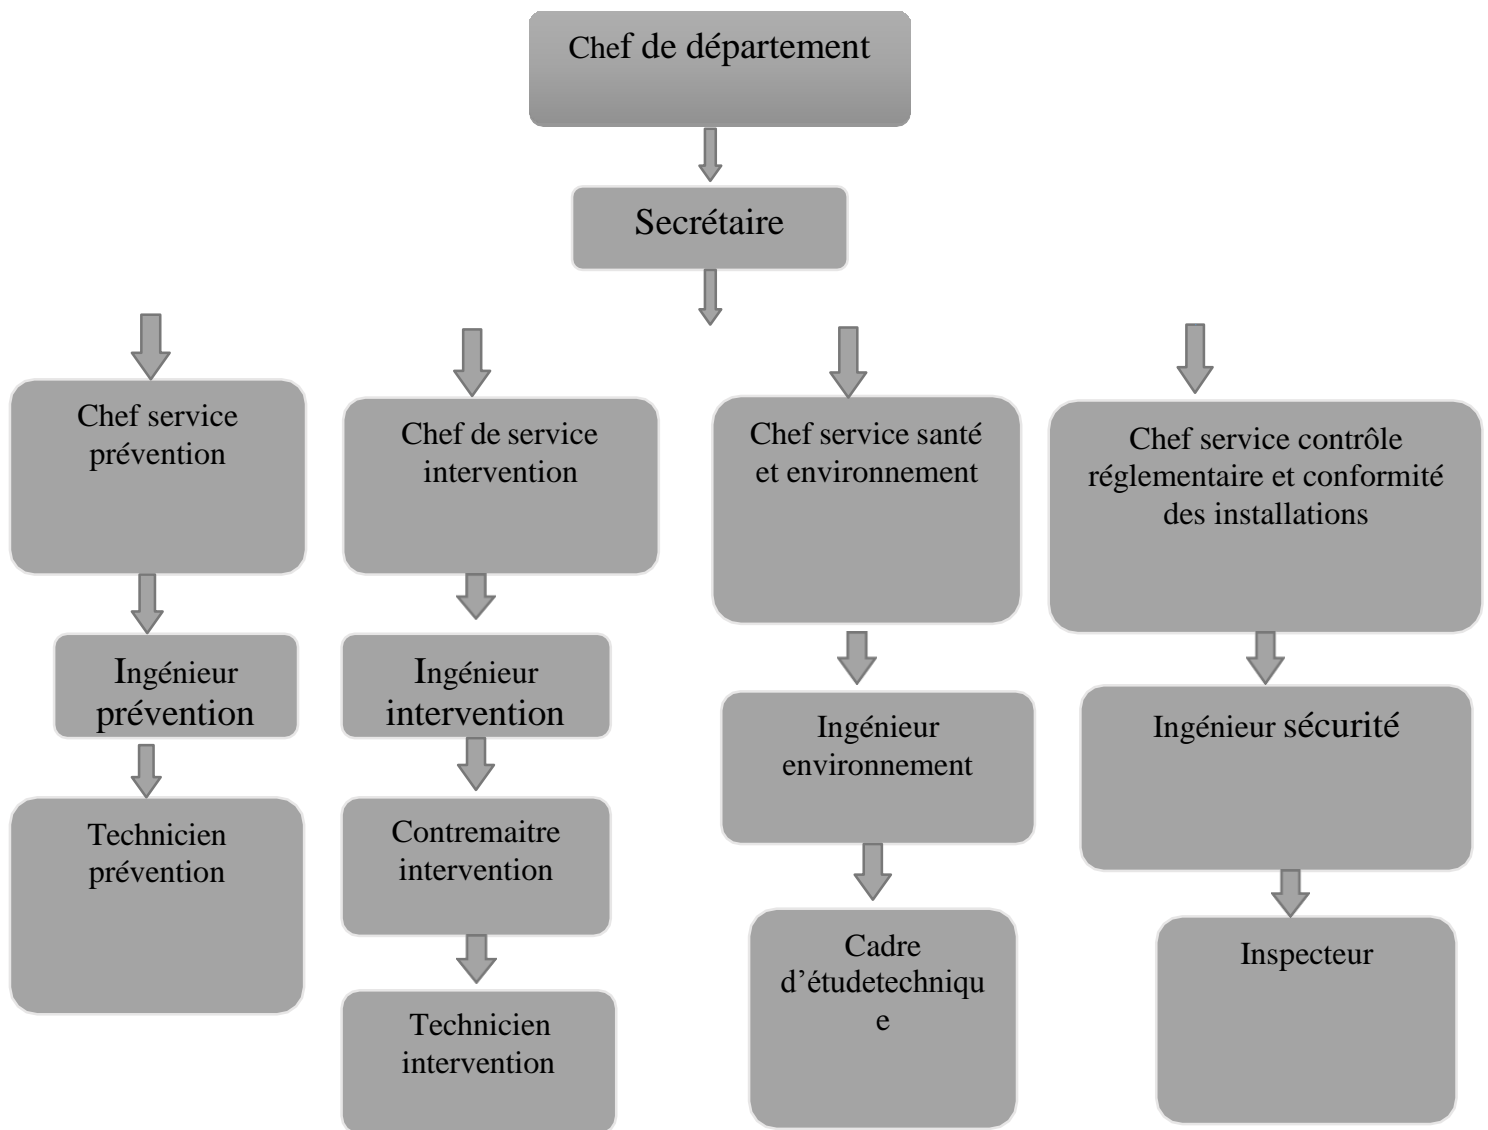 Chef de département
Secrétaire
Chef service
prévention
Chef de service
intervention
Chef service santé
et environnement
Chef service contrôle
réglementaire et conformité
des installations
Ingénieur
prévention
Ingénieur
intervention
Ingénieur
environnement
Ingénieur sécurité
Technicien
prévention
Contremaitre
intervention
Cadre
d’étudetechniqu
e
Inspecteur
Technicien
intervention